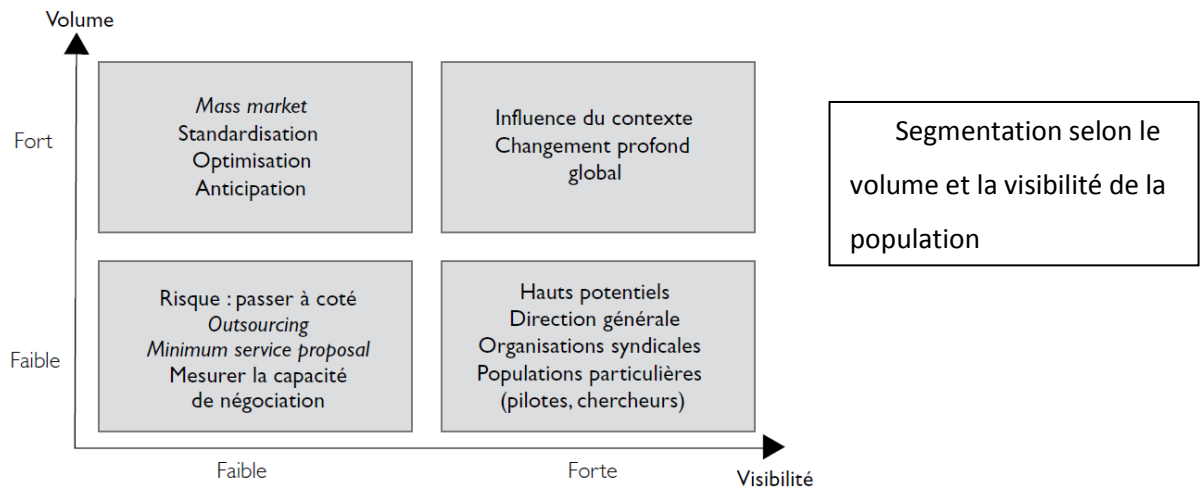 Volume
Fort
Mass market
Standardisation
Optimisation
Anticipation
Influence du contexte
Changement profond
global
Segmentation selon le
volume et la visibilité de la
population
Faible
Risque : passer à coté
Outsourcing
Minimum service proposal
Mesurer la capacité
de négociation
Hauts potentiels
Direction générale
Organisations syndicales
Populations particulières
(pilotes, chercheurs)
Faible
Forte
Visibilité